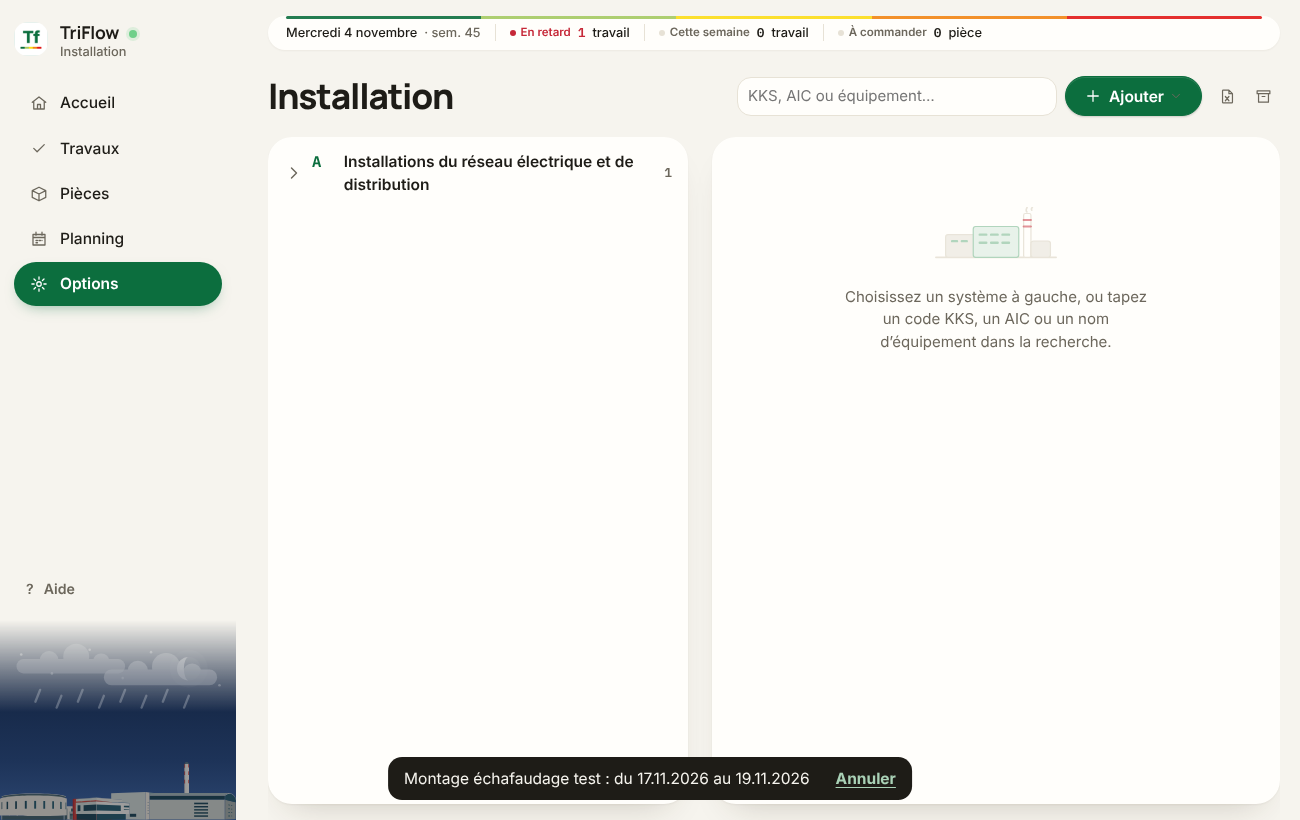 Tf
TriFlow
Installation
Accueil
Travaux
Pièces
Planning
Options
? Aide
Mercredi 4 novembre · sem. 45
En retard 1 travail
Cette semaine 0 travail
À commander 0 pièce
Installation
KKS, AIC ou équipement...
Ajouter
A Installations du réseau électrique et de
distribution
1
Choisissez un système à gauche, ou tapez
un code KKS, un AIC ou un nom
d’équipement dans la recherche.
Montage échafaudage test : du 17.11.2026 au 19.11.2026 Annuler